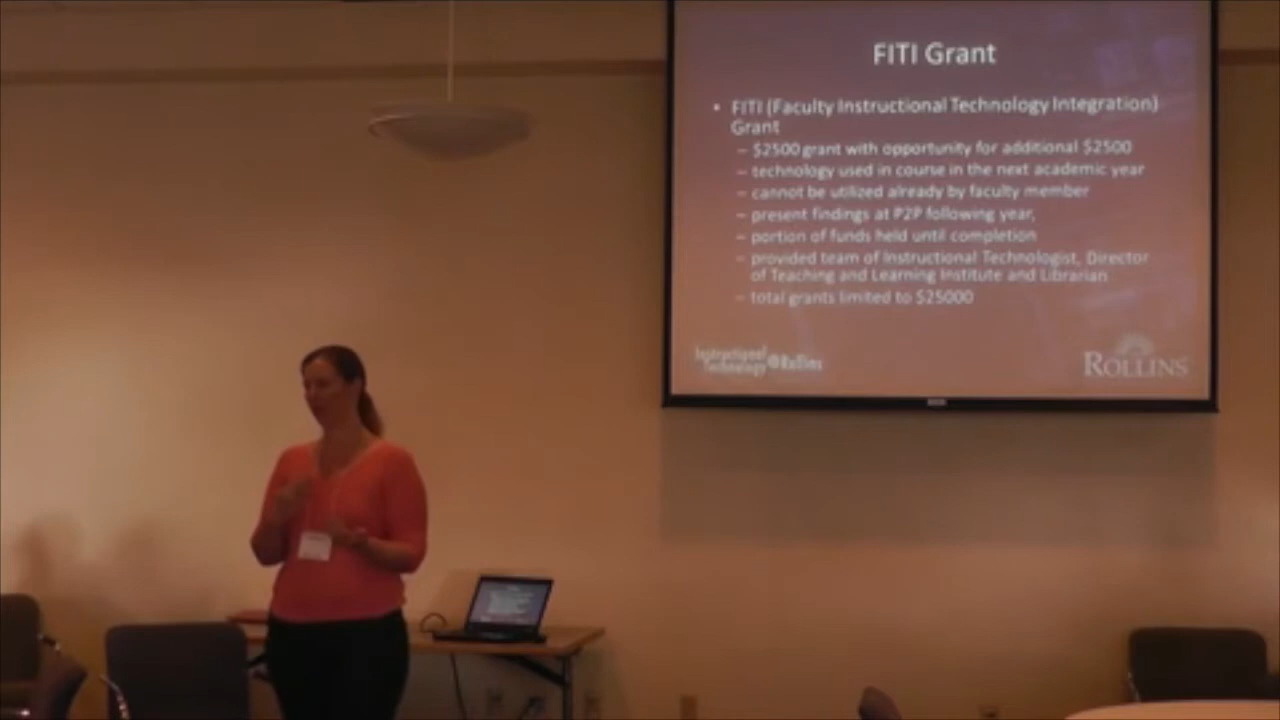 FITI Grant
• FITI (Faculty Instructional Technology Integration)
Grant
– $2500 grant with opportunity for additional $2500
– technology used in course in the next academic year
– cannot be utilized already by faculty member
– present findings at P2P following year,
– portion of funds held until completion
– provided team of Instructional Technologist, Director
of Teaching and Learning Institute and Librarian
– total grants limited to $25000
Instructional
Technology @Rollins
ROLLINS